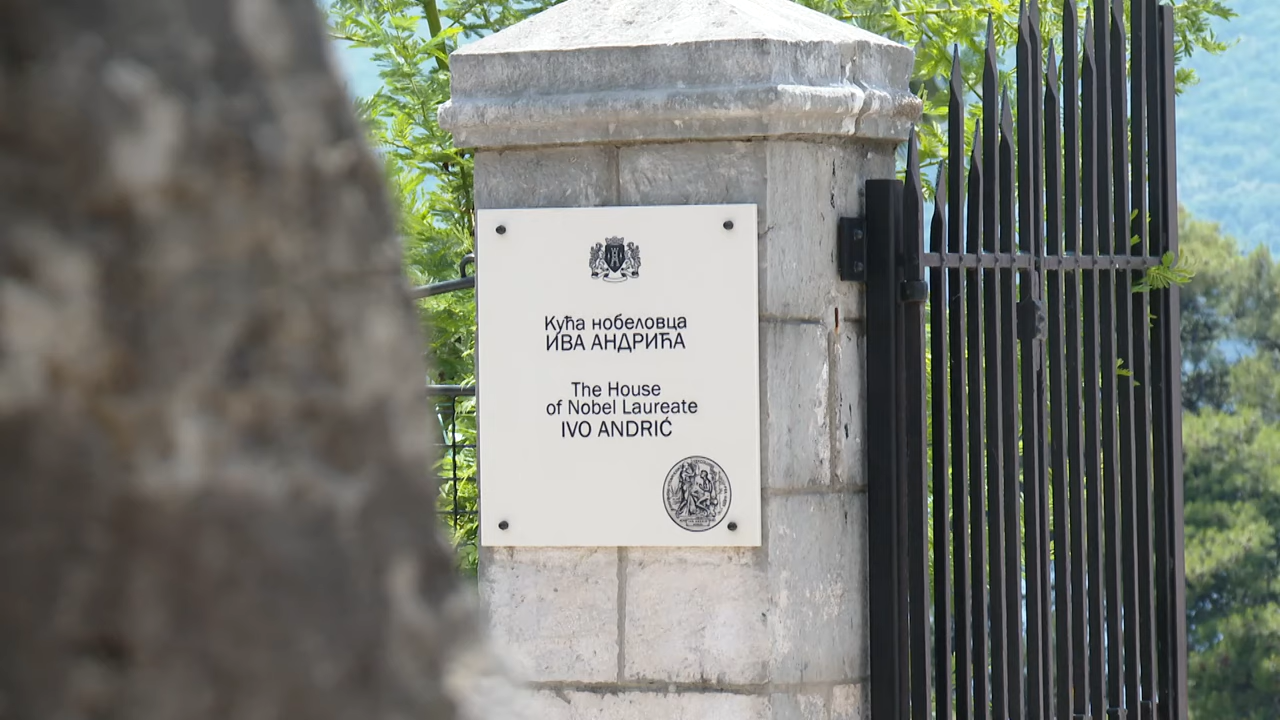 Кућа нобеловца
ИВА АНДРИЋА
The House
of Nobel Laureate
IVO ANDRIĆ